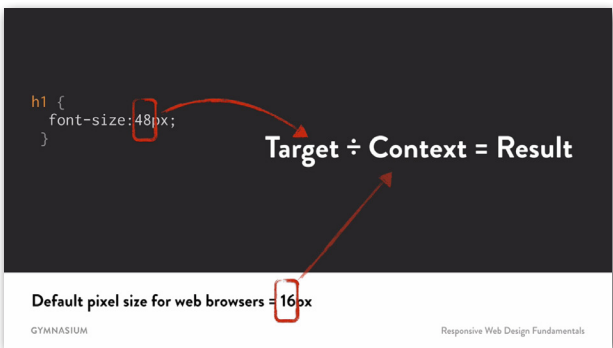 h1 {
font-size:48px;
}
Target ÷ Context = Result
Default pixel size for web browsers = 16px
GYMNASIUM
Responsive Web Design Fundamentals